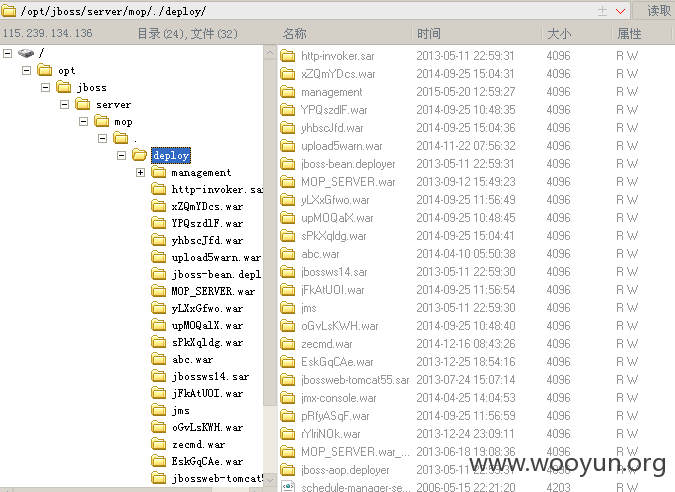 /opt/jboss/server/mop/./deploy/ 读取
115.239.134.136 目录(24),文件(32) 名称 时间 大小 属性
/
opt
jboss
server
mop
.
deploy
management
http-invoker.sar
xZQmYDcs.war
YPQszdlF.war
yhbscJfd.war
upload5warn.war
jboss-bean.depl
MOP_SERVER.war
yLXxGfwo.war
upMOQalX.war
sPkXqldg.war
abc.war
jbossws14.sar
jFkAtUOI.war
jms
oGvLsKWH.war
zecmd.war
EskGqCAe.war
jbossweb-tomcat5
http-invoker.sar 2013-05-11 22:59:31 4096 R W
xZQmYDcs.war 2014-09-25 15:04:31 4096 R W
management 2015-05-20 12:59:27 4096 R W
YPQszdlF.war 2014-09-25 10:48:35 4096 R W
yhbscJfd.war 2014-09-25 15:04:36 4096 R W
upload5warn.war 2014-11-22 07:56:32 4096 R W
jboss-bean.deployer 2013-05-11 22:59:31 4096 R W
MOP_SERVER.war 2013-09-12 15:49:23 4096 R W
yLXxGfwo.war 2014-09-25 11:56:49 4096 R W
upMOQalX.war 2014-09-25 10:48:45 4096 R W
sPkXqldg.war 2014-09-25 15:04:41 4096 R W
abc.war 2014-04-10 05:50:38 4096 R W
jbossws14.sar 2013-05-11 22:59:30 4096 R W
jFkAtUOI.war 2014-09-25 11:56:54 4096 R W
jms 2013-05-11 22:59:30 4096 R W
oGvLsKWH.war 2014-09-25 10:48:40 4096 R W
zecmd.war 2014-12-16 08:43:26 4096 R W
EskGqCAe.war 2013-12-25 18:54:16 4096 R W
jbossweb-tomcat55.sar 2013-07-24 15:07:14 4096 R W
jmx-console.war 2014-04-25 14:04:53 4096 R W
pRfyASqF.war 2014-09-25 11:56:59 4096 R W
rYlriNOk.war 2013-12-24 23:09:11 4096 R W
MOP_SERVER.war_... 2013-06-18 19:08:36 4096 R W
jboss-aop.deployer 2013-05-11 22:59:31 4096 R W
schedule-manager-se... 2006-05-15 22:21:20 4203 R W
www.wooyun.org